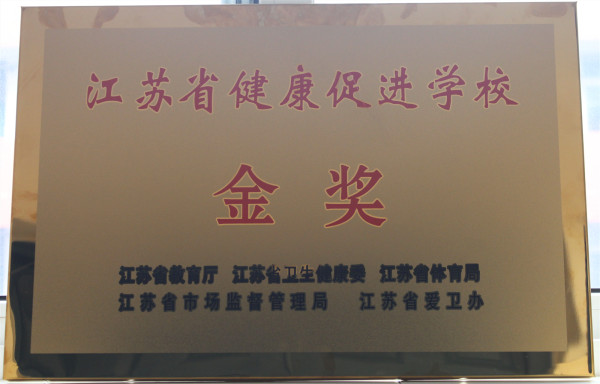 江苏省健康促进学校
金奖
江苏省教育厅 江苏省卫生健康委 江苏省体育局
江苏省市场监督管理局 江苏省爱卫办